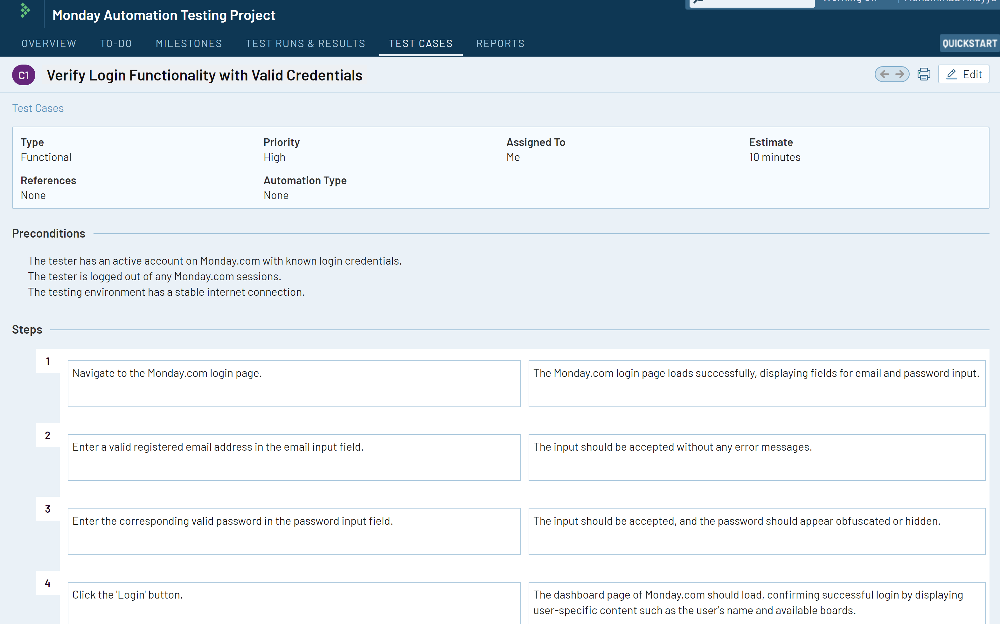 Monday Automation Testing Project
OVERVIEW TO-DO MILESTONES TEST RUNS & RESULTS TEST CASES REPORTS QUICKSTART
C1 Verify Login Functionality with Valid Credentials Edit
Test Cases
Type Priority Assigned To Estimate
Functional High Me 10 minutes
References Automation Type
None None
Preconditions
The tester has an active account on Monday.com with known login credentials.
The tester is logged out of any Monday.com sessions.
The testing environment has a stable internet connection.
Steps
1
Navigate to the Monday.com login page. The Monday.com login page loads successfully, displaying fields for email and password input.
2
Enter a valid registered email address in the email input field. The input should be accepted without any error messages.
3
Enter the corresponding valid password in the password input field. The input should be accepted, and the password should appear obfuscated or hidden.
4
Click the 'Login' button. The dashboard page of Monday.com should load, confirming successful login by displaying
user-specific content such as the user's name and available boards.